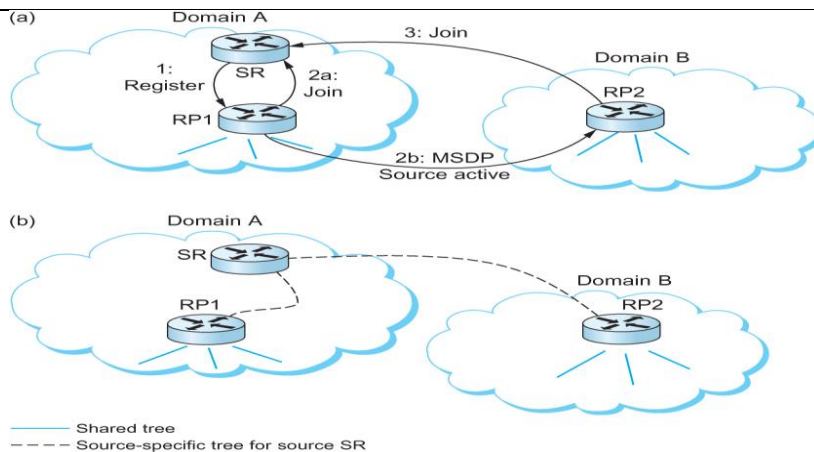 (a)
Domain A
3: Join
Domain B
1:
Register
SR
2a:
Join
RP1
RP2
2b: MSDP
Source active
(b)
Domain A
SR
Domain B
RP1
RP2
Shared tree
Source-specific tree for source SR